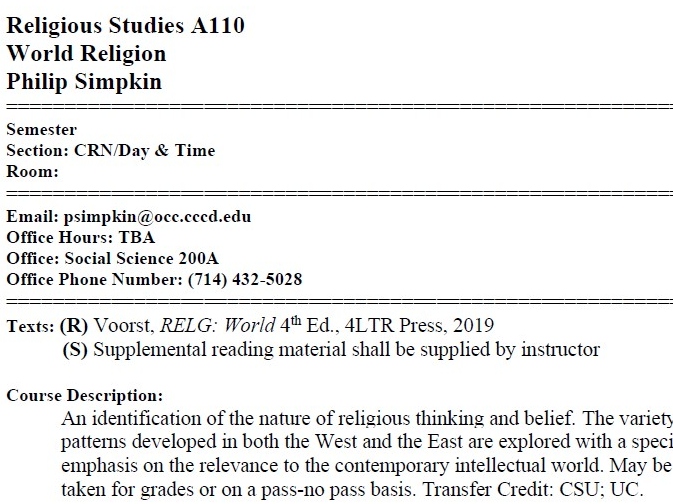 Religious Studies A110
World Religion
Philip Simpkin
Semester
Section: CRN/Day & Time
Room:
Email: psimpkin@occ.cccd.edu
Office Hours: TBA
Office: Social Science 200A
Office Phone Number: (714) 432-5028
Texts: (R) Voorst, RELG: World 4th Ed., 4LTR Press, 2019
(S) Supplemental reading material shall be supplied by instructor
Course Description:
An identification of the nature of religious thinking and belief. The variety
patterns developed in both the West and the East are explored with a speci
emphasis on the relevance to the contemporary intellectual world. May be
taken for grades or on a pass-no pass basis. Transfer Credit: CSU; UC.